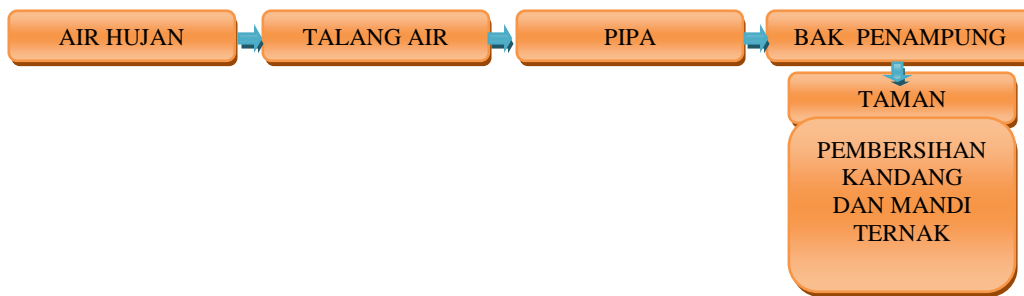 AIR HUJAN
TALANG AIR
PIPA
BAK PENAMPUNG
TAMAN
PEMBERSIHAN
KANDANG
DAN MANDI
TERNAK